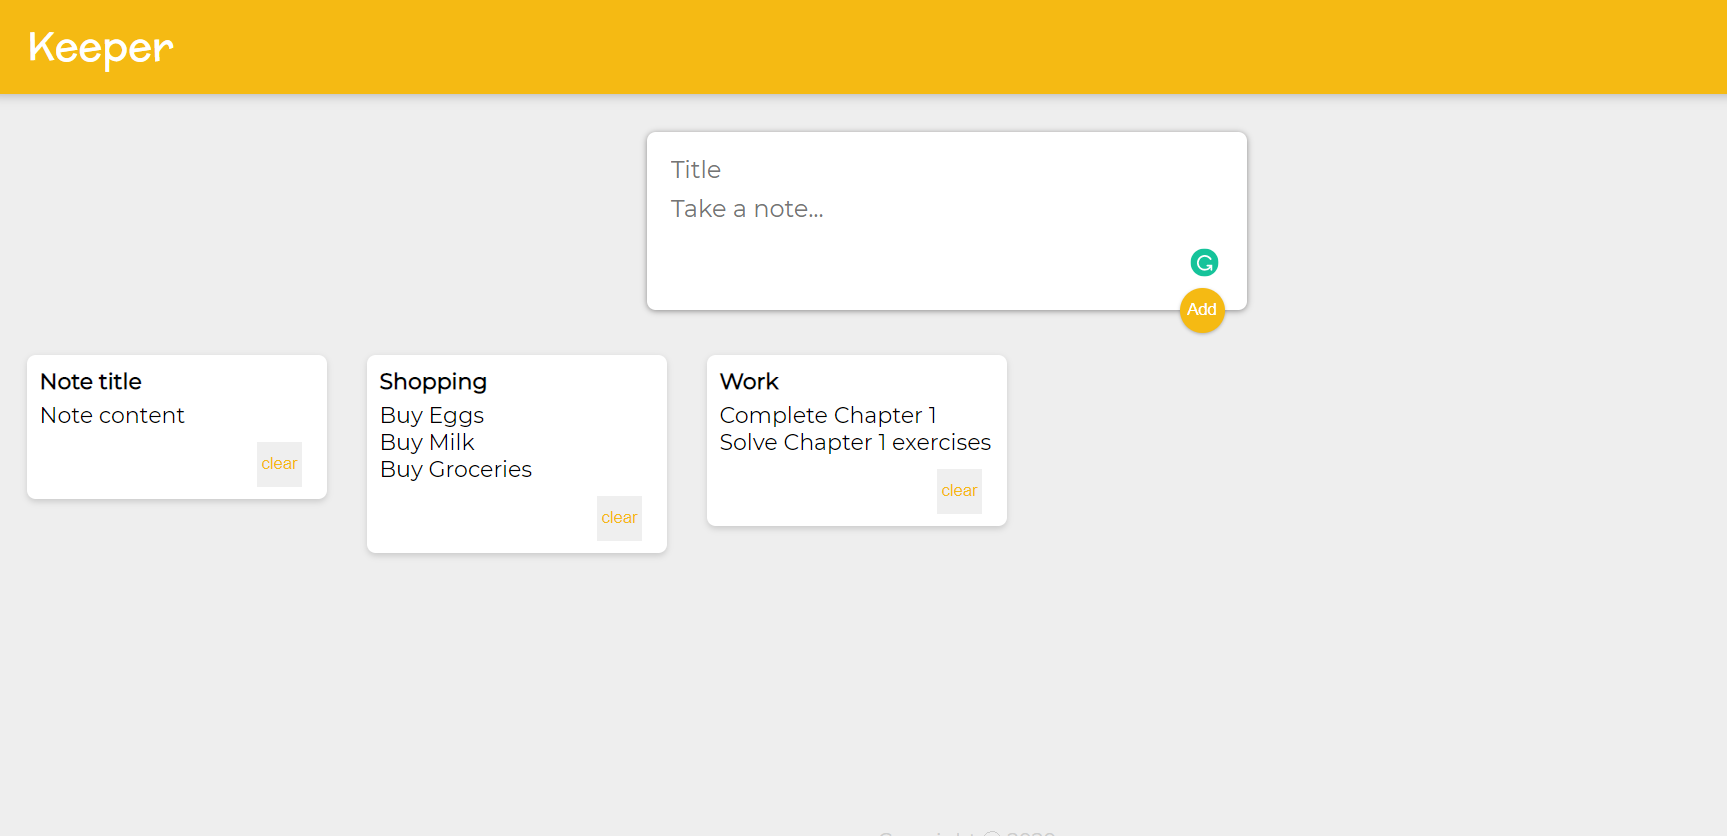 Keeper
Title
Take a note...
Add
Note title
Note content
clear
Shopping
Buy Eggs
Buy Milk
Buy Groceries
clear
Work
Complete Chapter 1
Solve Chapter 1 exercises
clear